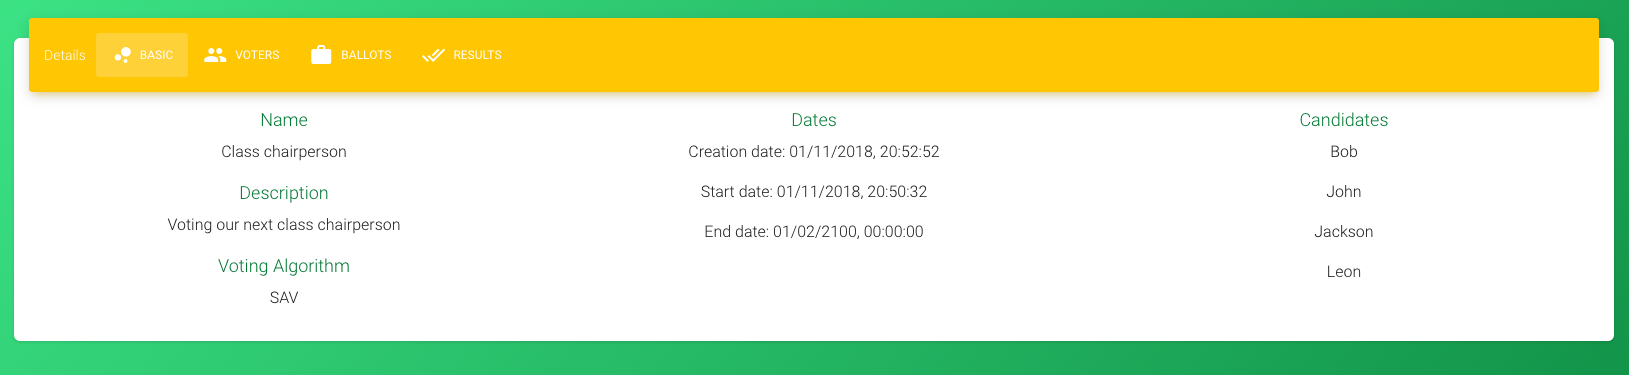 Details BASIC VOTERS BALLOTS RESULTS
Name
Class chairperson
Description
Voting our next class chairperson
Voting Algorithm
SAV
Dates
Creation date: 01/11/2018, 20:52:52
Start date: 01/11/2018, 20:50:32
End date: 01/02/2100, 00:00:00
Candidates
Bob
John
Jackson
Leon